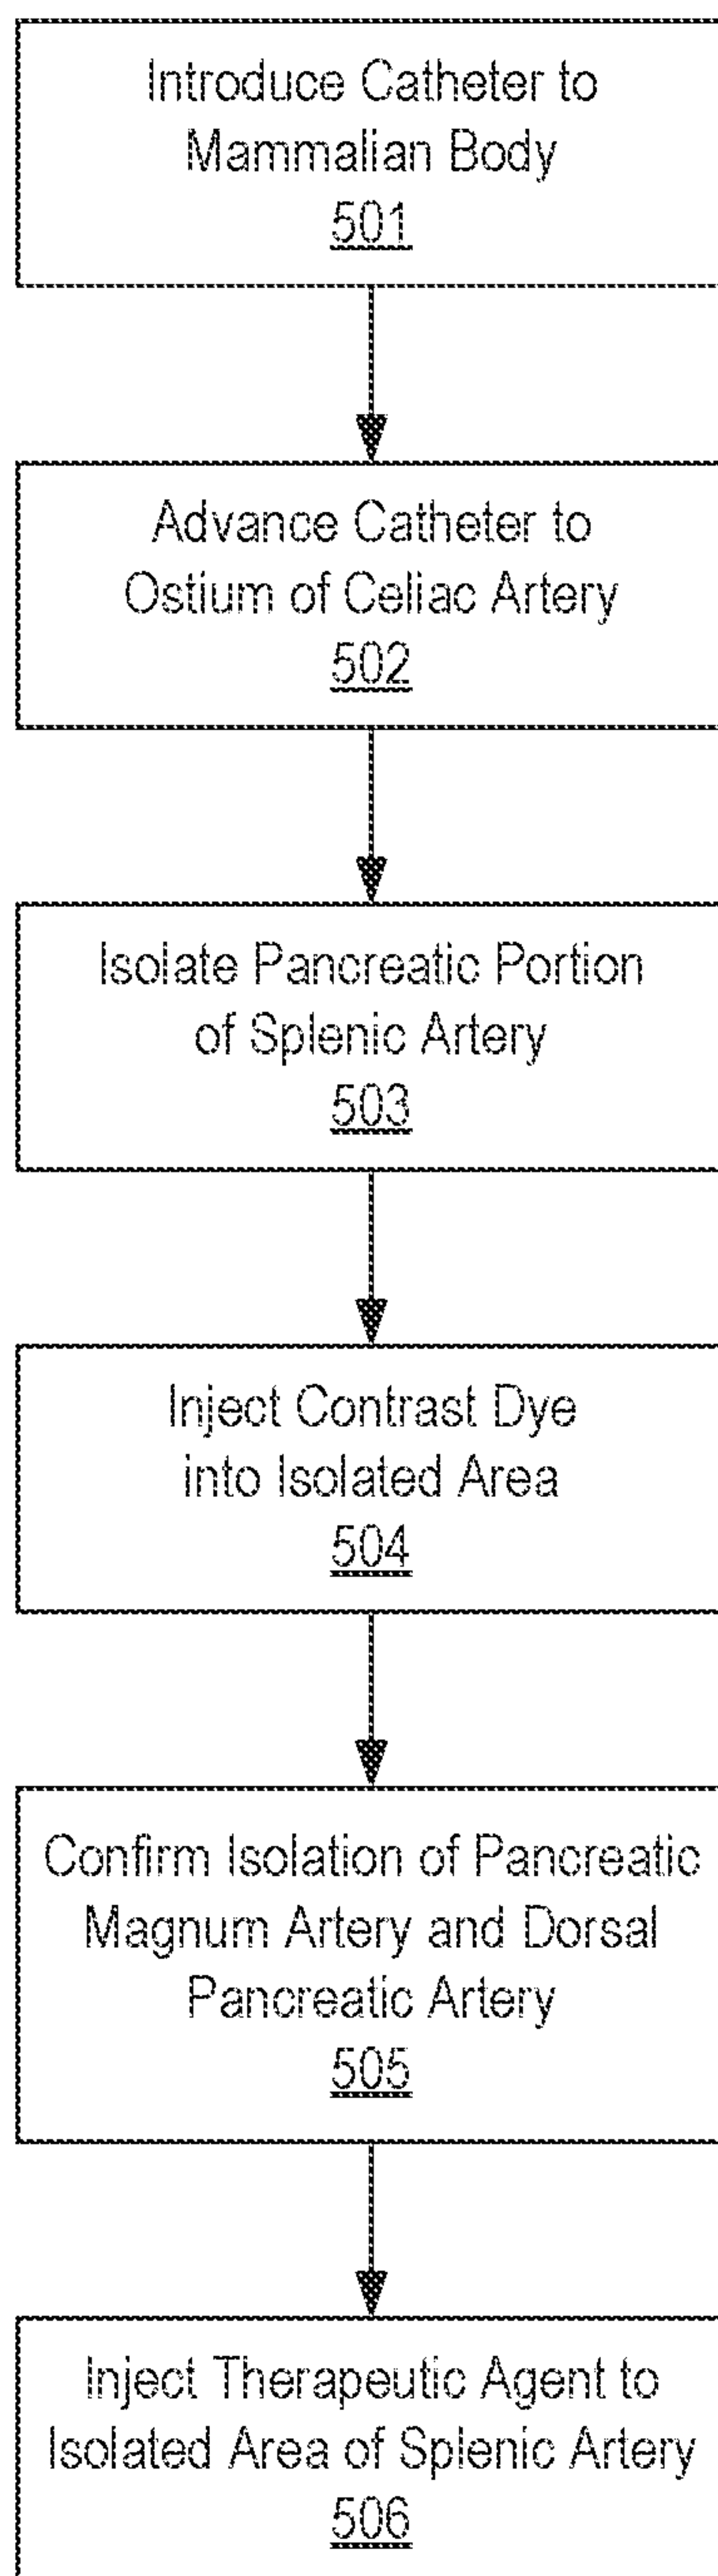 Introduce Catheter to
Mammalian Body
501
Advance Catheter to
Ostium of Celiac Artery
502
Isolate Pancreatic Portion
of Splenic Artery
503
Inject Contrast Dye
into Isolated Area
504
Confirm Isolation of Pancreatic
Magnum Artery and Dorsal
Pancreatic Artery
505
Inject Therapeutic Agent to
Isolated Area of Splenic Artery
506